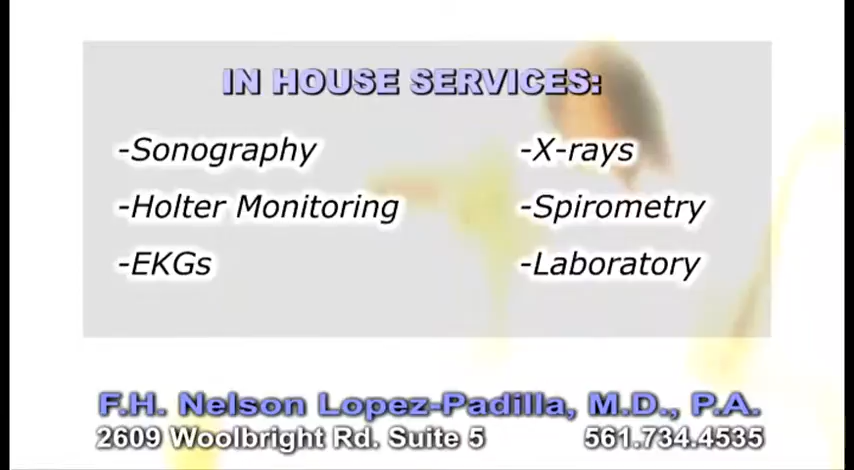 IN HOUSE SERVICES:
-Sonography
-Holter Monitoring
-EKGs
-X-rays
-Spirometry
-Laboratory
F.H. Nelson Lopez-Padilla, M.D., P.A.
2609 Woolbright Rd. Suite 5 561.734.4535